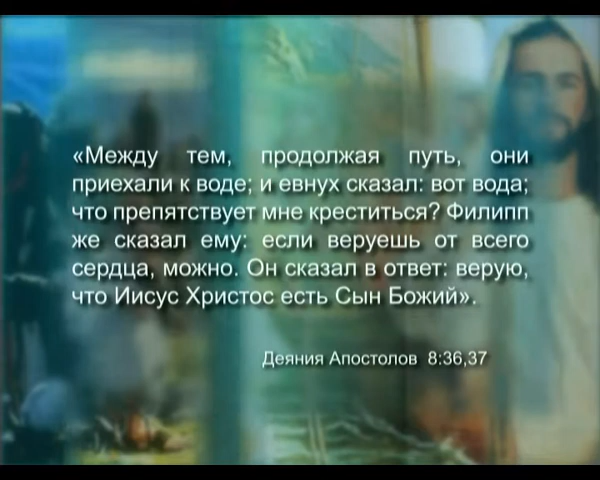 «Между тем, продолжая путь, они
приехали к воде; и евнух сказал: вот вода;
что препятствует мне креститься? Филипп
же сказал ему: если веруешь от всего
сердца, можно. Он сказал в ответ: верую,
что Иисус Христос есть Сын Божий».
Деяния Апостолов 8:36,37